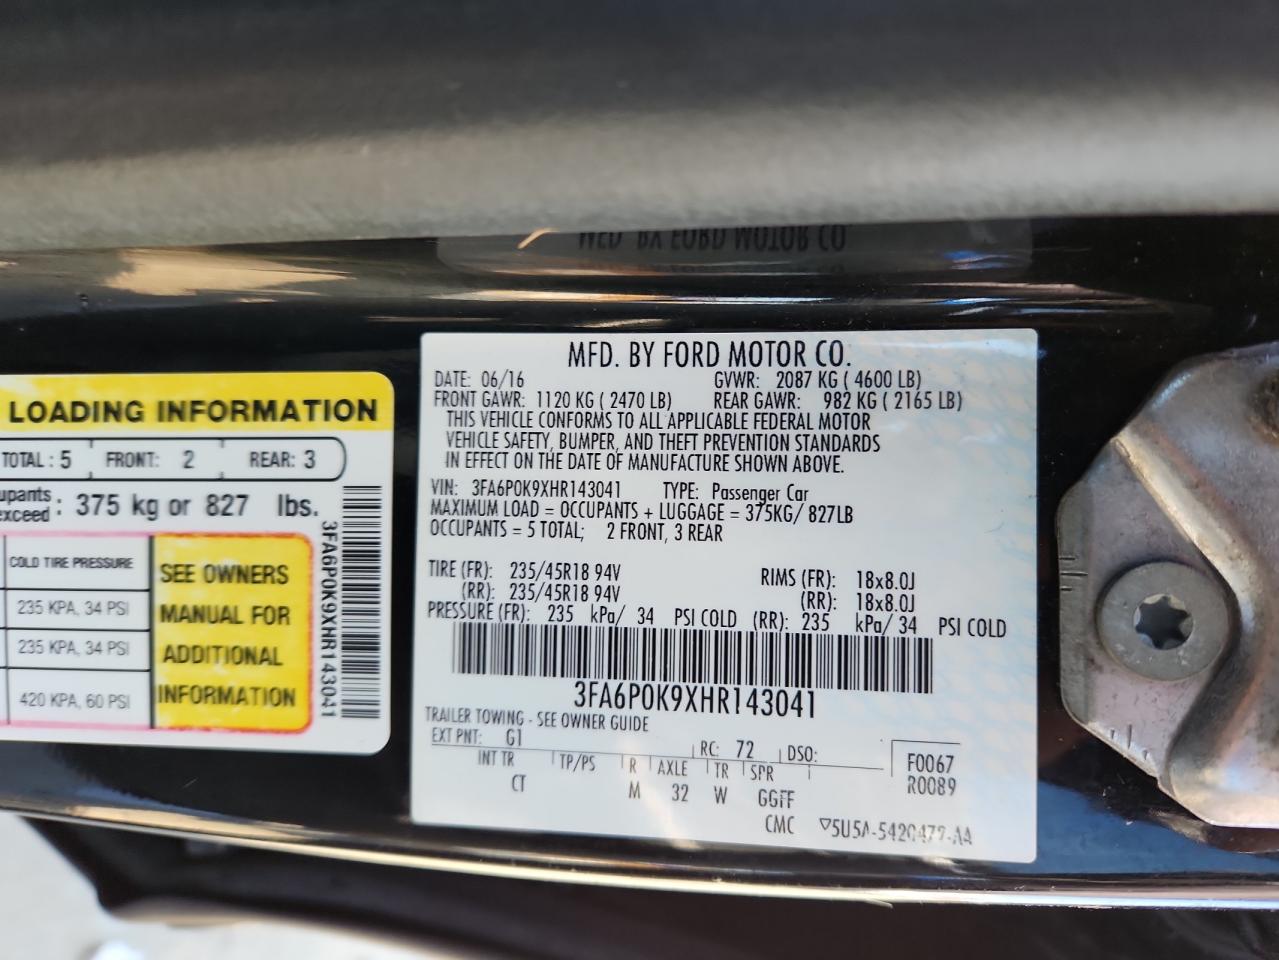 LOADING INFORMATION
TOTAL : 5 FRONT: 2 REAR: 3
375 kg or 827 lbs.
COLD TIRE PRESSURE
235 KPA, 34 PSI
235 KPA, 34 PSI
420 KPA, 60 PSI
SEE OWNERS
MANUAL FOR
ADDITIONAL
INFORMATION
3FA6P0K9XHR143041
MFD. BY FORD MOTOR CO.
DATE: 06/16 GVWR: 2087 KG ( 4600 LB)
FRONT GAWR: 1120 KG ( 2470 LB) REAR GAWR: 982 KG ( 2165 LB)
THIS VEHICLE CONFORMS TO ALL APPLICABLE FEDERAL MOTOR
VEHICLE SAFETY, BUMPER, AND THEFT PREVENTION STANDARDS
IN EFFECT ON THE DATE OF MANUFACTURE SHOWN ABOVE.
VIN: 3FA6P0K9XHR143041 TYPE: Passenger Car
MAXIMUM LOAD = OCCUPANTS + LUGGAGE = 375KG/ 827LB
OCCUPANTS = 5 TOTAL; 2 FRONT, 3 REAR
TIRE (FR): 235/45R18 94V RIMS (FR): 18x8.0J
(RR): 235/45R18 94V (RR): 18x8.0J
PRESSURE (FR): 235 kPa/ 34 PSI COLD (RR): 235 kPa/ 34 PSI COLD
3FA6P0K9XHR143041
TRAILER TOWING - SEE OWNER GUIDE
EXT PNT: G1 RC: 72 DSO: F0067
INT TR TP/PS R AXLE TR SPR R0089
CT M 32 W GGFF
CMC